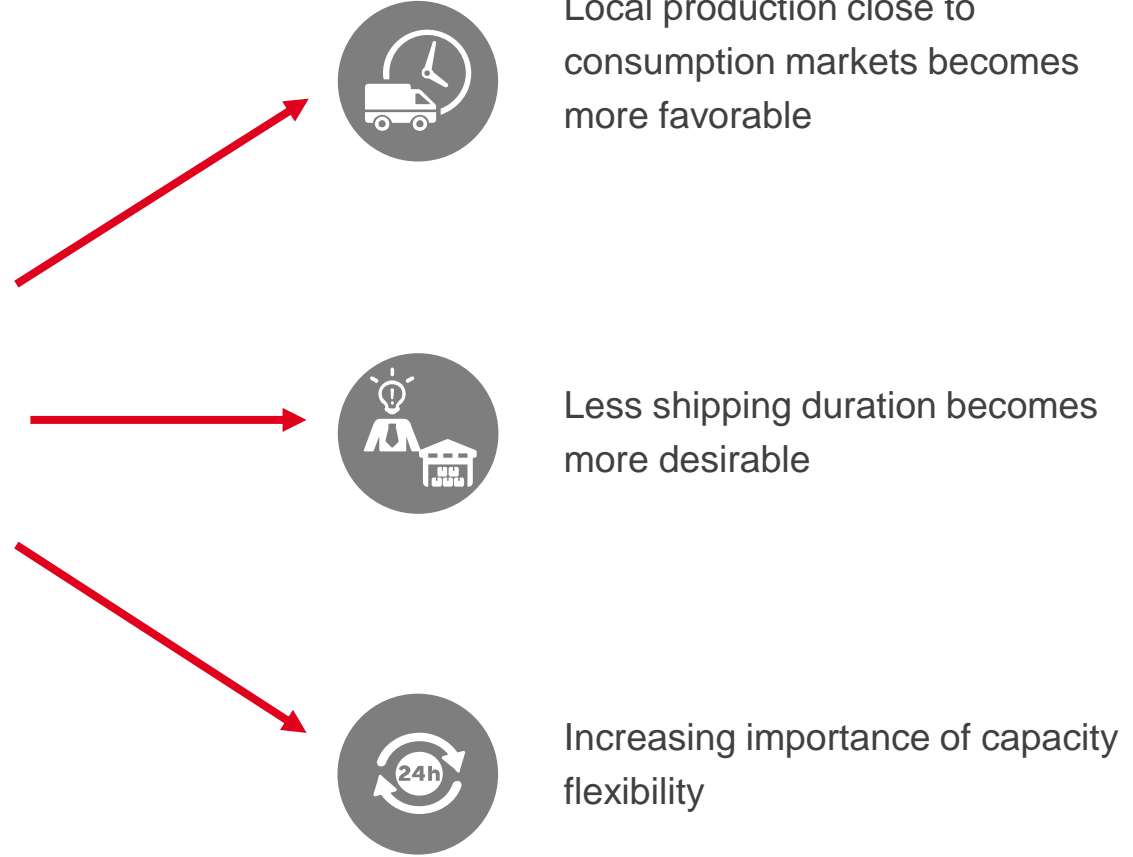 Local production close to
consumption markets becomes
more favorable
Less shipping duration becomes
more desirable
24h
Increasing importance of capacity
flexibility